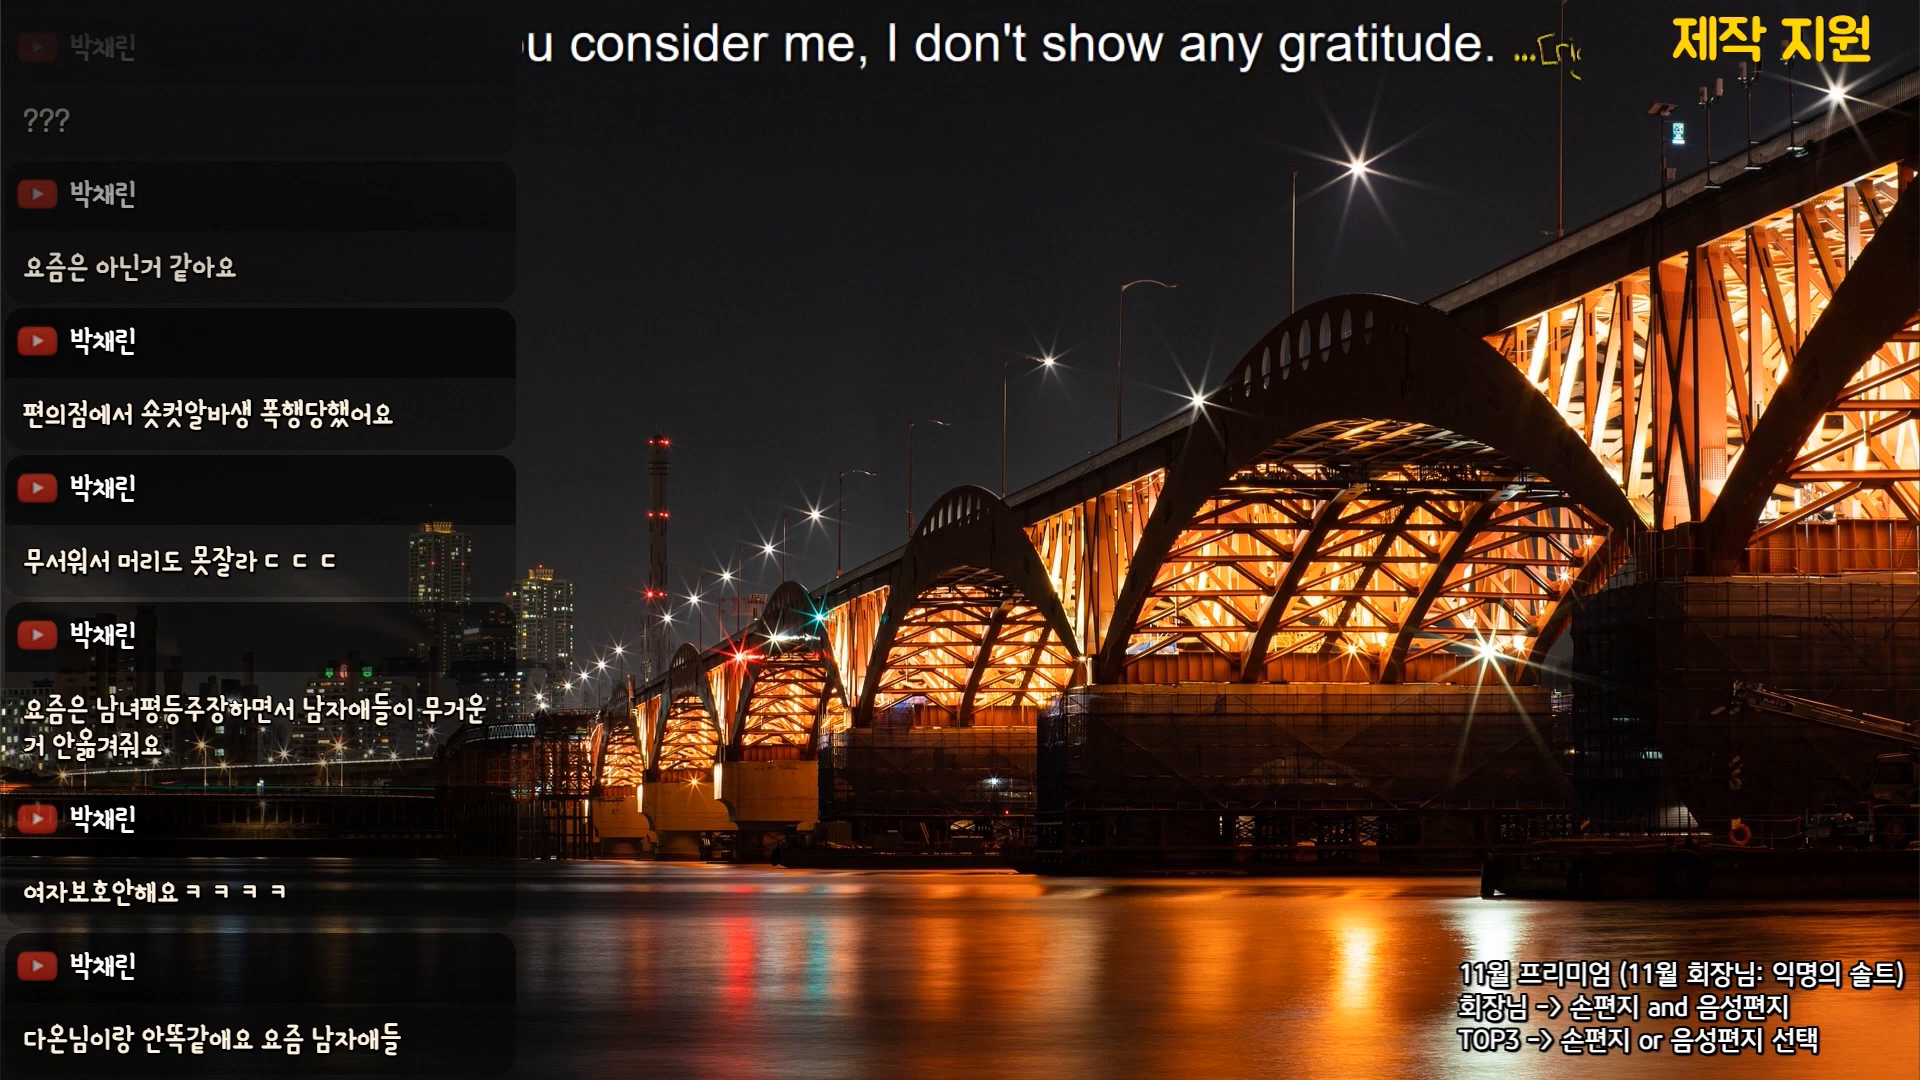 u consider me, I don't show any gratitude. ...
제작 지원
박채린
???
박채린
요즘은 아닌거 같아요
박채린
편의점에서 숏컷알바생 폭행당했어요
박채린
무서워서 머리도 못잘라ㄷㄷㄷ
박채린
요즘은 남녀평등주장하면서 남자애들이 무거운
거 안옮겨줘요
박채린
여자보호안해요ㅋㅋㅋㅋ
박채린
다온님이랑 안똑같애요 요즘 남자애들
11월 프리미엄 (11월 회장님: 익명의 솔트)
회장님 -> 손편지 and 음성편지
TOP3 -> 손편지 or 음성편지 선택